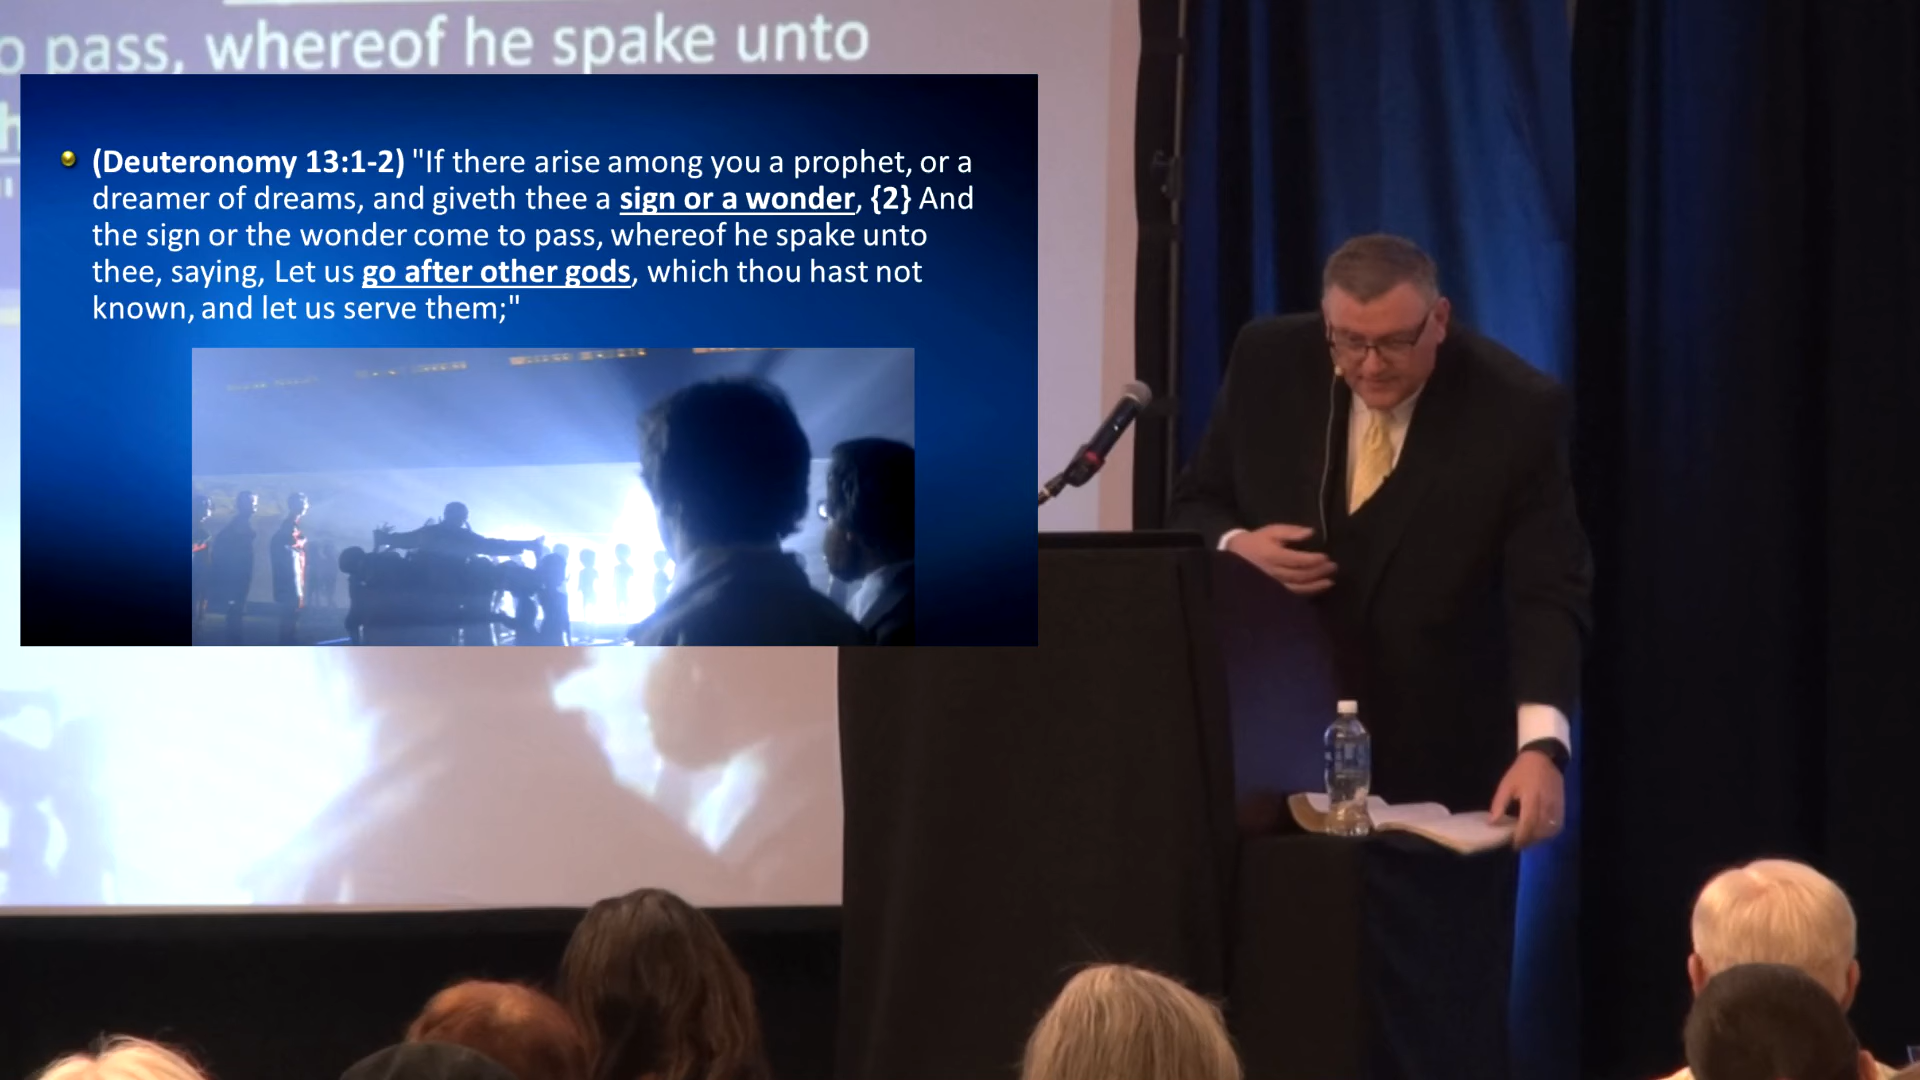 o pass, whereof he spake unto
(Deuteronomy 13:1-2) "If there arise among you a prophet, or a
dreamer of dreams, and giveth thee a sign or a wonder, {2} And
the sign or the wonder come to pass, whereof he spake unto
thee, saying, Let us go after other gods, which thou hast not
known, and let us serve them;"